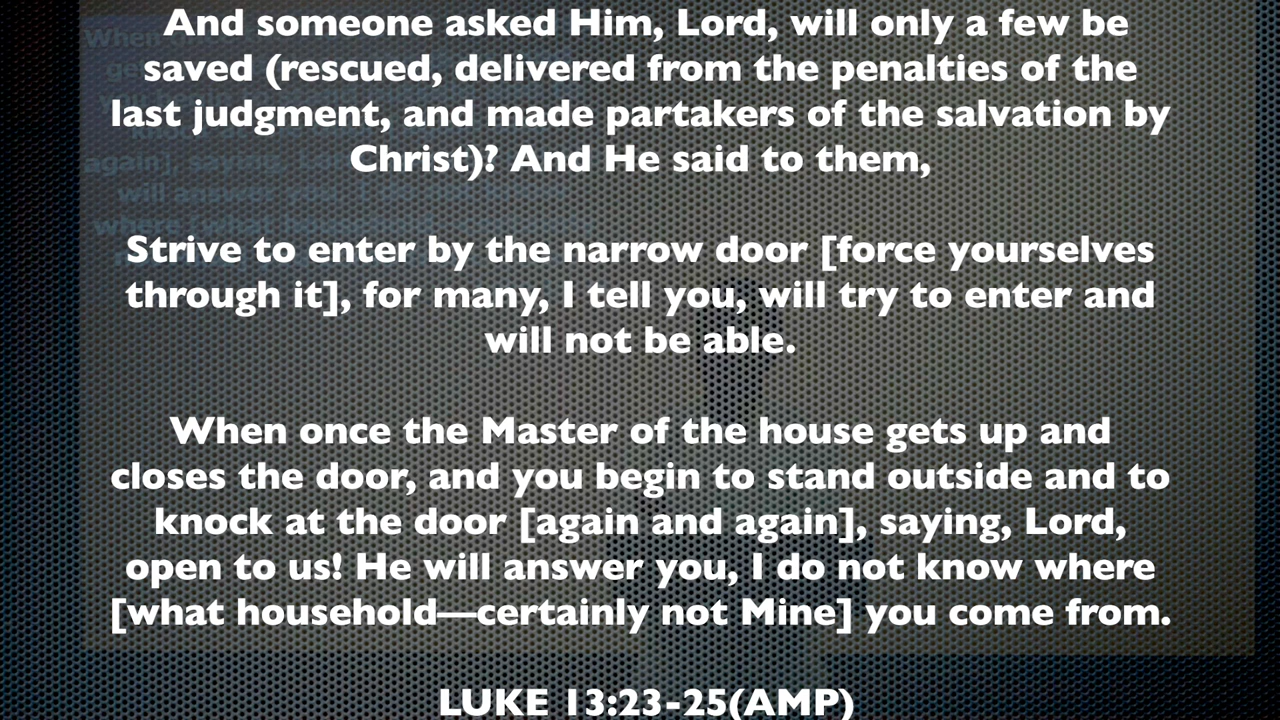 And someone asked Him, Lord, will only a few be
saved (rescued, delivered from the penalties of the
last judgment, and made partakers of the salvation by
Christ)? And He said to them,
Strive to enter by the narrow door [force yourselves
through it], for many, I tell you, will try to enter and
will not be able.
When once the Master of the house gets up and
closes the door, and you begin to stand outside and to
knock at the door [again and again], saying, Lord,
open to us! He will answer you, I do not know where
[what household—certainly not Mine] you come from.
LUKE 13:23-25(AMP)